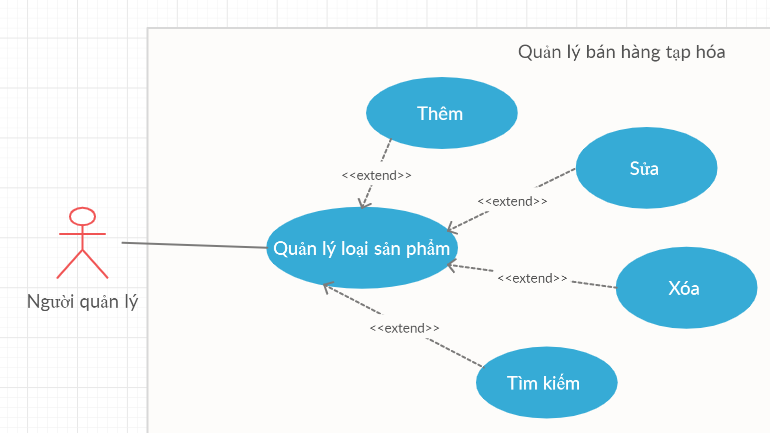 Quản lý bán hàng tạp hóa
Thêm
<<extend>>
Sửa
<<extend>>
Quản lý loại sản phẩm
<<extend>>
Xóa
Người quản lý
<<extend>>
Tìm kiếm